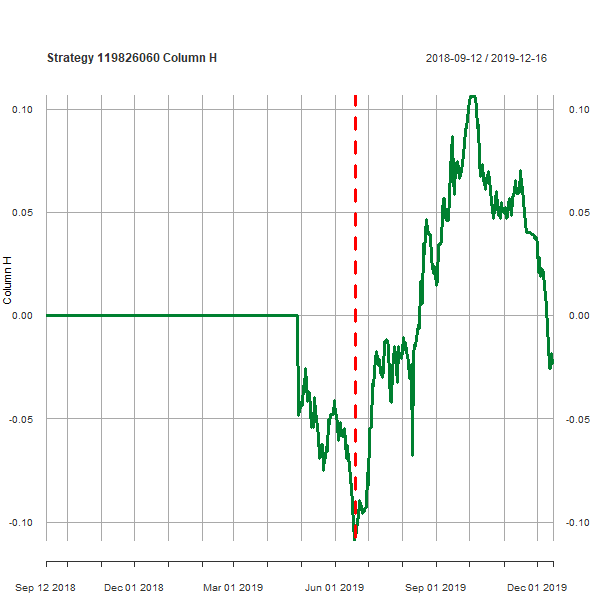 Strategy 119826060 Column H
2018-09-12 / 2019-12-16
0.10 0.10
0.05 0.05
0.00 0.00
-0.05 -0.05
-0.10 -0.10
Column H
Sep 12 2018 Dec 01 2018 Mar 01 2019 Jun 01 2019 Sep 01 2019 Dec 01 2019